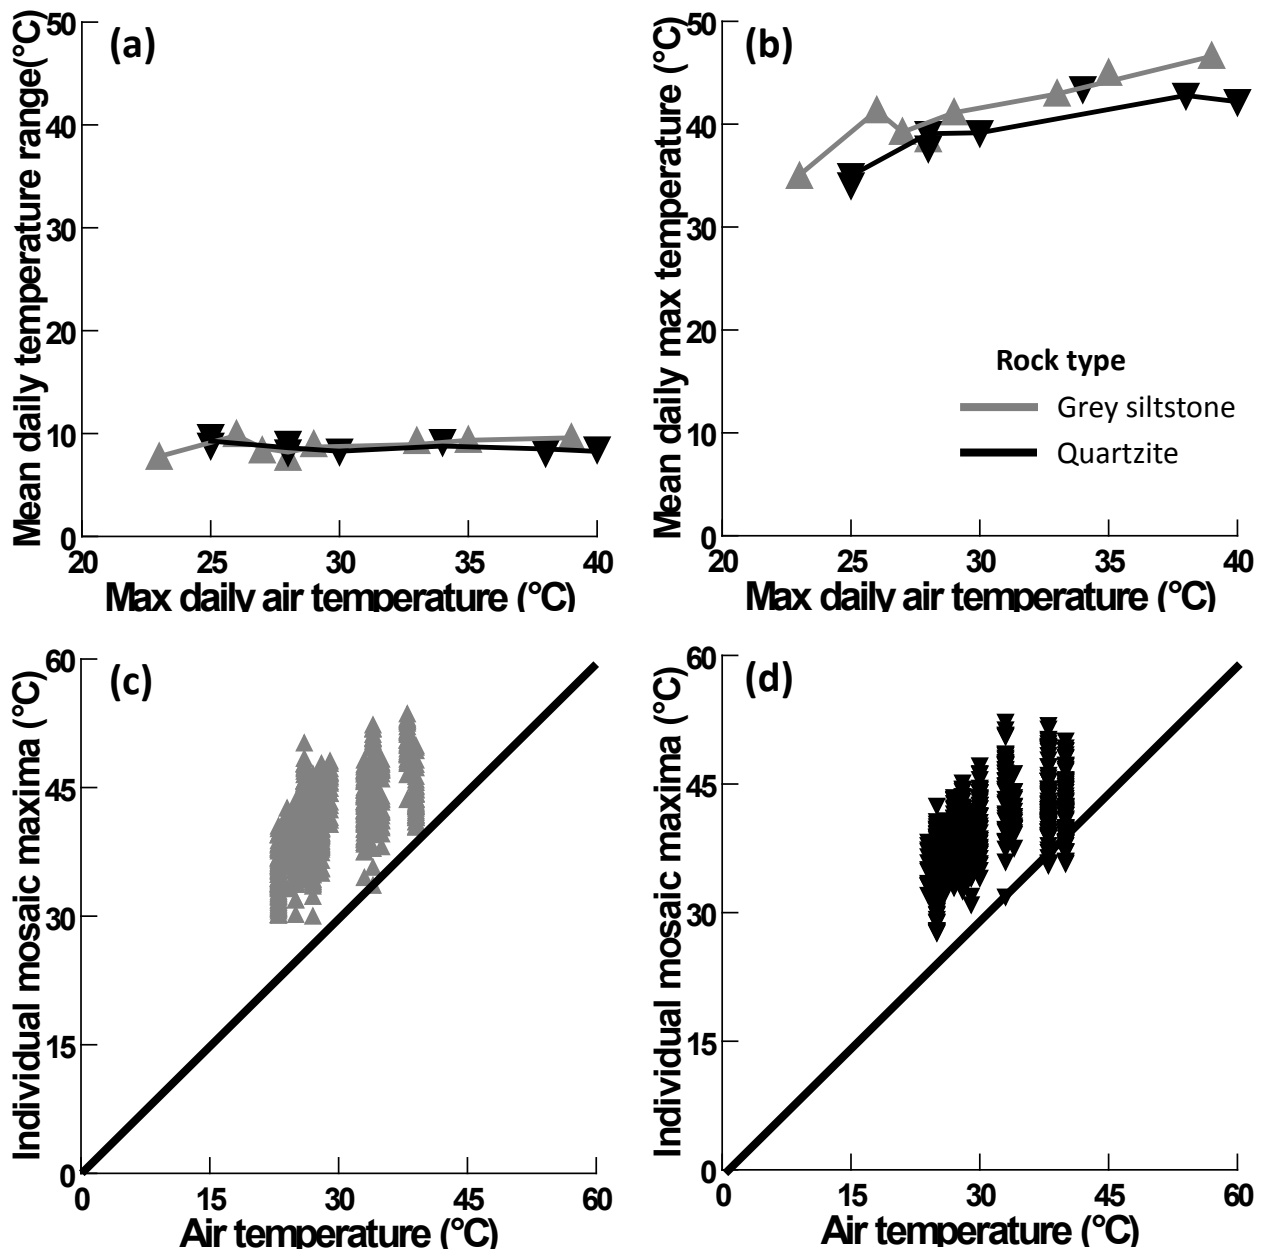 (a)
Mean daily temperature range(°C)
50
40
30
20
10
0
20 25 30 35 40
Max daily air temperature (°C)
(b)
Mean daily max temperature (°C)
50
40
30
20
10
0
Rock type
Grey siltstone
Quartzite
20 25 30 35 40
Max daily air temperature (°C)
(c)
Individual mosaic maxima (°C)
60
45
30
15
0
0 15 30 45 60
Air temperature (°C)
(d)
Individual mosaic maxima (°C)
60
45
30
15
0
0 15 30 45 60
Air temperature (°C)